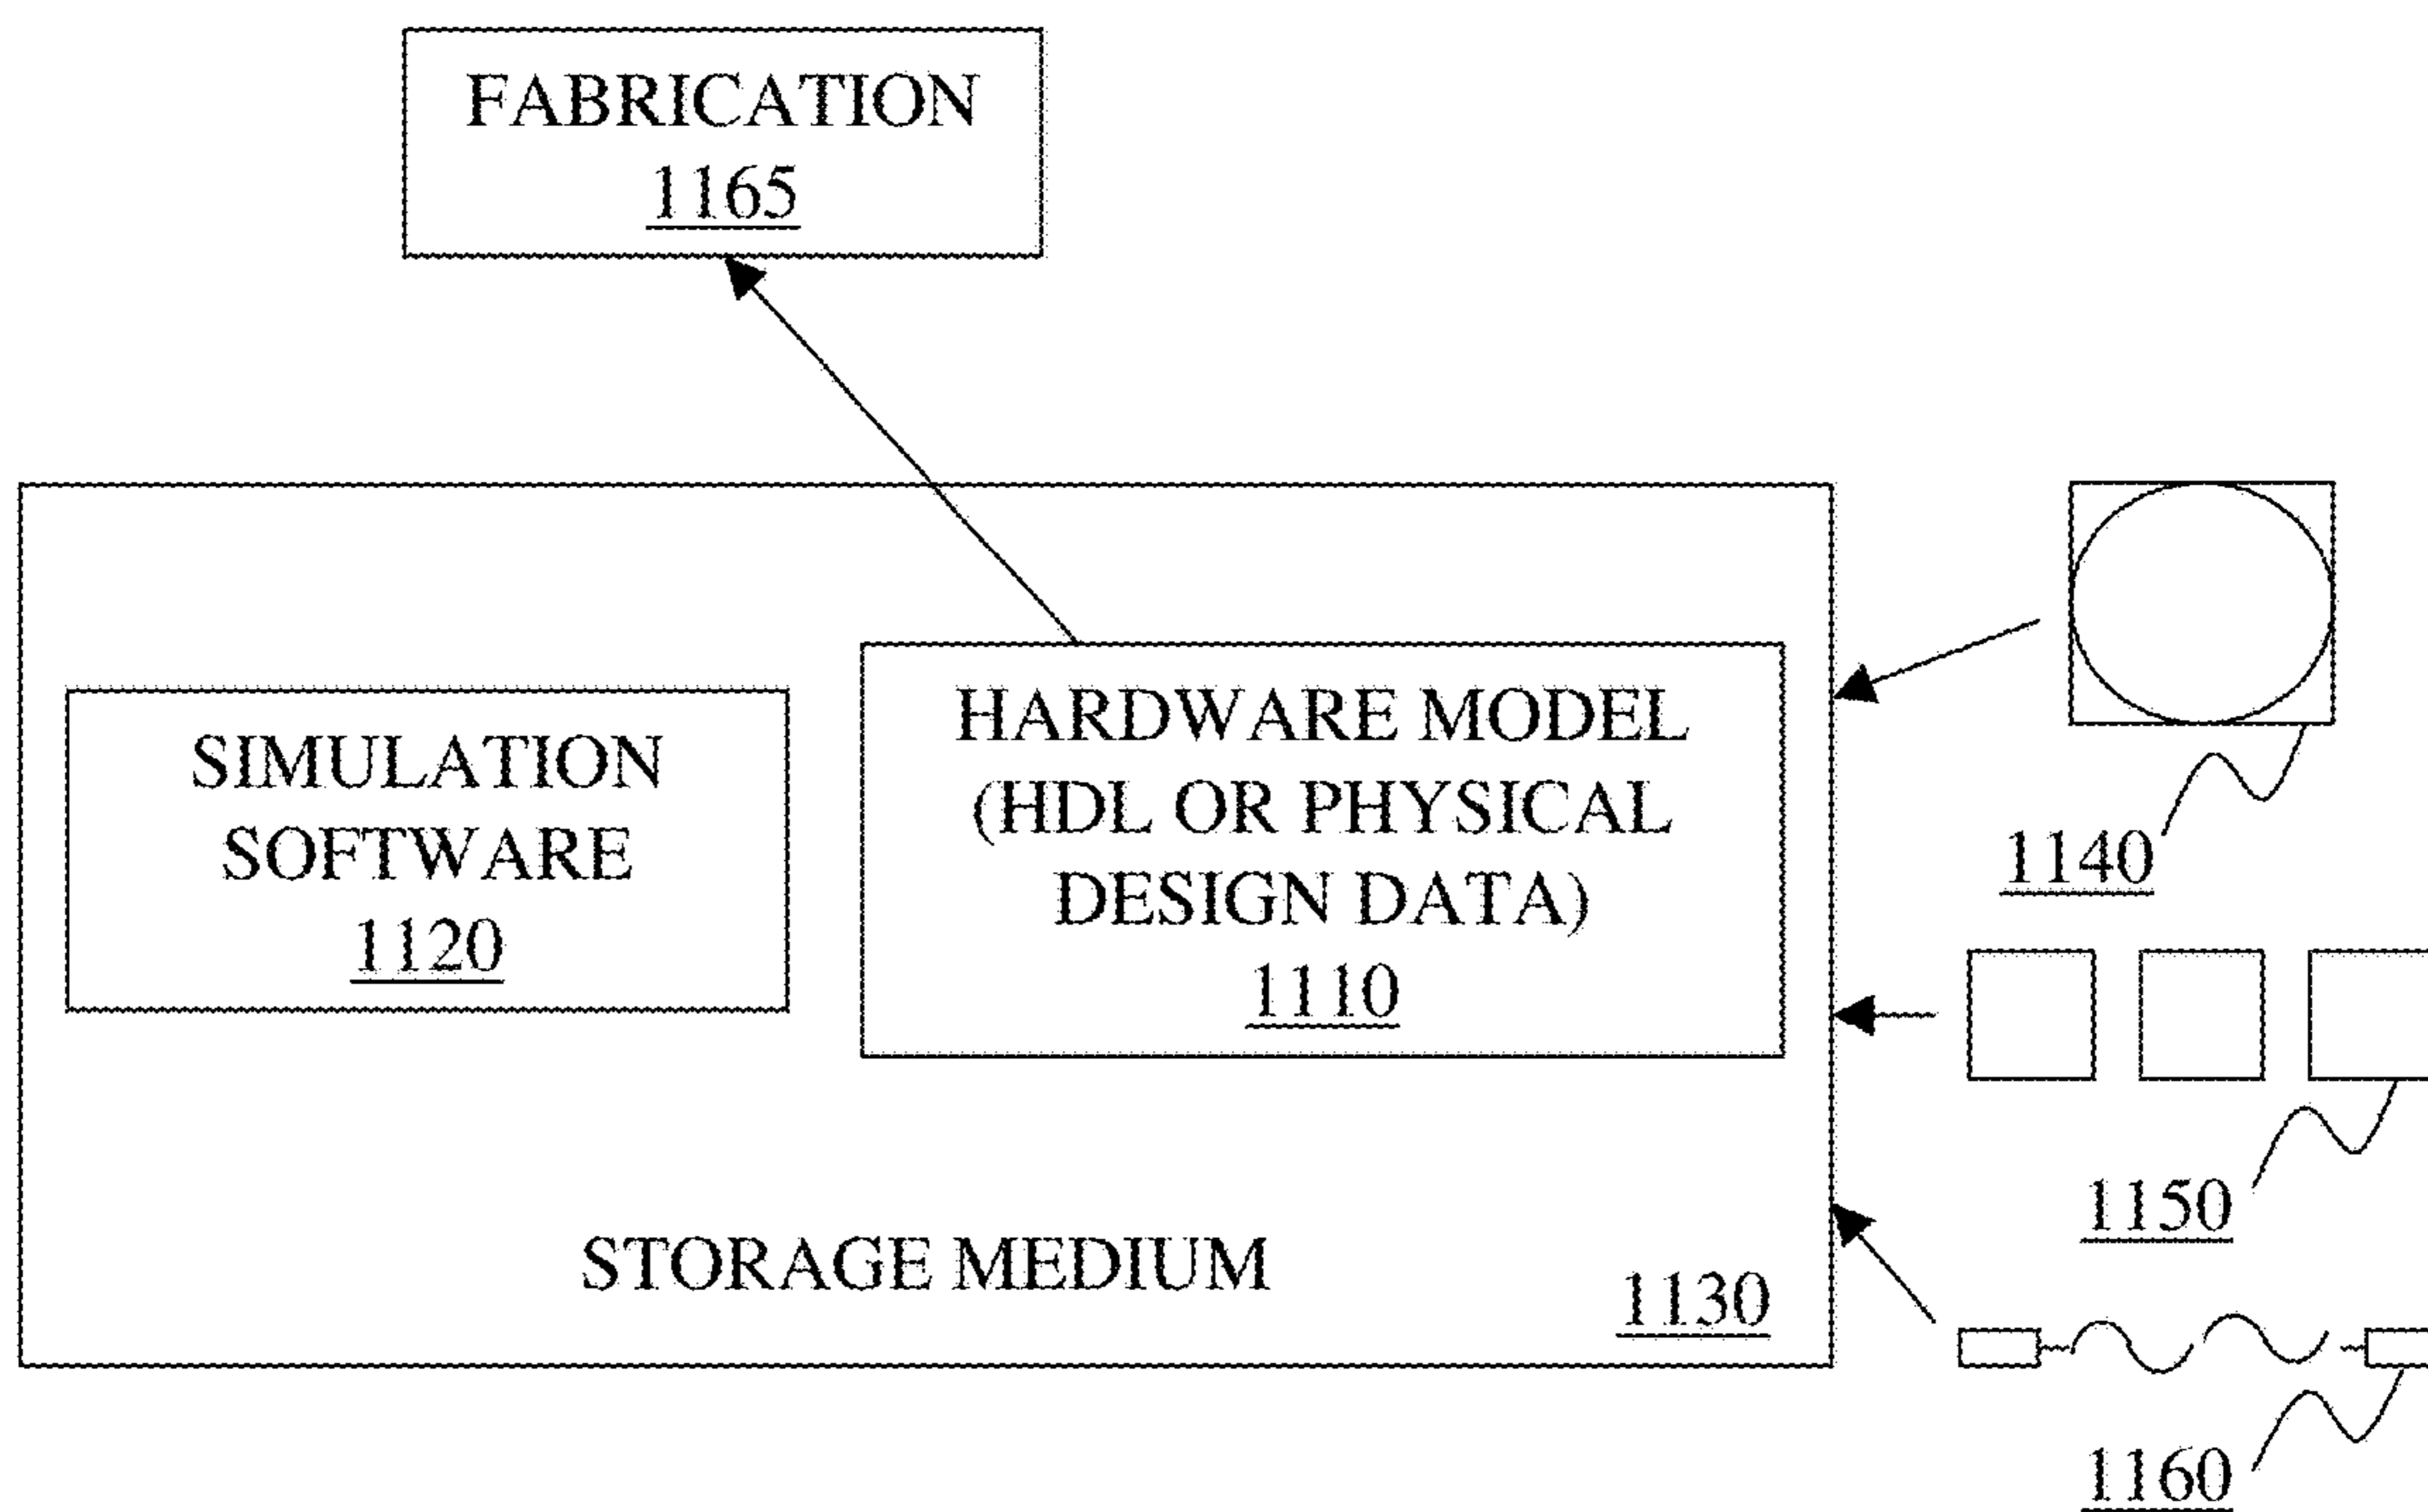 FABRICATION
1165
SIMULATION
SOFTWARE
1120
HARDWARE MODEL
(HDL OR PHYSICAL
DESIGN DATA)
1110
STORAGE MEDIUM
1130
1140
1150
1160